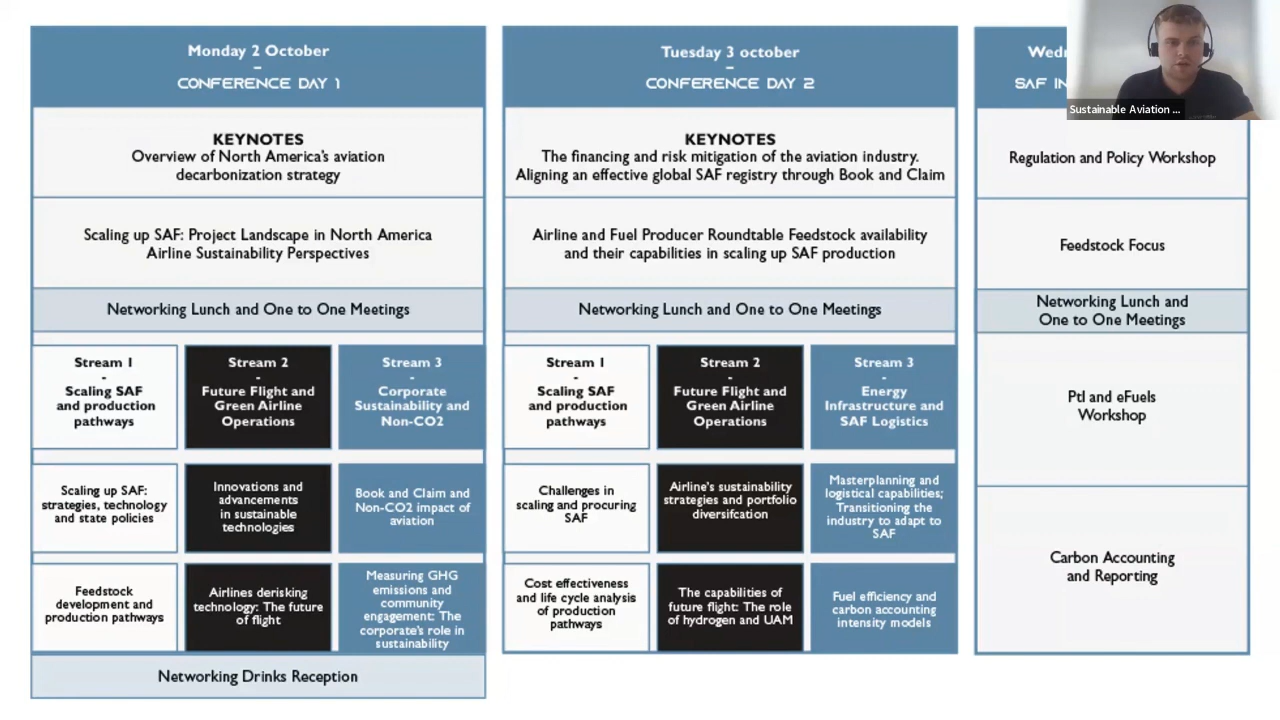 Monday 2 October
–
CONFERENCE DAY 1
KEYNOTES
Overview of North America's aviation
decarbonization strategy
Scaling up SAF: Project Landscape in North America
Airline Sustainability Perspectives
Networking Lunch and One to One Meetings
Stream 1
-
Scaling SAF
and production
pathways
Stream 2
-
Future Flight and
Green Airline
Operations
Stream 3
-
Corporate
Sustainability and
Non-CO2
Scaling up SAF:
strategies, technology
and state policies
Innovations and
advancements
in sustainable
technologies
Book and Claim and
Non-CO2 impact of
aviation
Feedstock
development and
production pathways
Airlines derisking
technology: The future
of flight
Measuring GHG
emissions and
community
engagement: The
corporate's role in
sustainability
Networking Drinks Reception
Tuesday 3 october
–
CONFERENCE DAY 2
KEYNOTES
The financing and risk mitigation of the aviation industry.
Aligning an effective global SAF registry through Book and Claim
Airline and Fuel Producer Roundtable Feedstock availability
and their capabilities in scaling up SAF production
Networking Lunch and One to One Meetings
Stream 1
-
Scaling SAF
and production
pathways
Stream 2
-
Future Flight and
Green Airline
Operations
Stream 3
-
Energy
Infrastructure and
SAF Logistics
Challenges in
scaling and procuring
SAF
Airline's sustainability
strategies and portfolio
diversifcation
Masterplanning and
logistical capabilities;
Transitioning the
industry to adapt to
SAF
Cost effectiveness
and life cycle analysis
of production
pathways
The capabilities of
future flight: The role
of hydrogen and UAM
Fuel efficiency and
carbon accounting
intensity models
Wed
SAF IN
Sustainable Aviation ...
Regulation and Policy Workshop
Feedstock Focus
Networking Lunch and
One to One Meetings
Ptl and eFuels
Workshop
Carbon Accounting
and Reporting